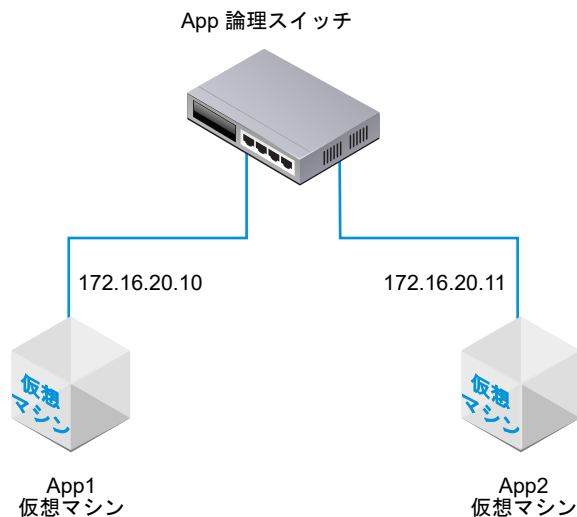 App 論理スイッチ
172.16.20.10
172.16.20.11
仮想
マシン
仮想
マシン
App1
仮想マシン
App2
仮想マシン